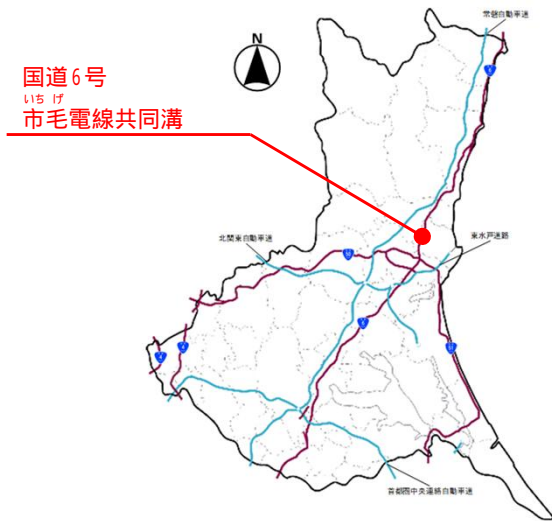 常磐自動車道
N
6
国道6号
いち げ
市毛電線共同溝
北関東自動車道
東水戸道路
50
6
4
4
51
首都圏中央連絡自動車道